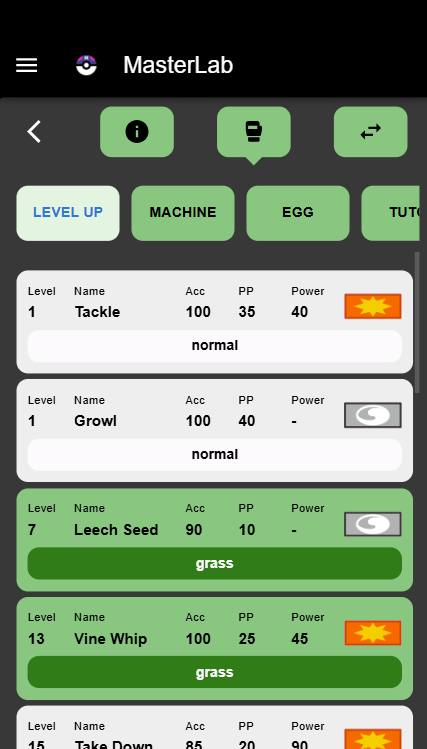 MasterLab
LEVEL UP MACHINE EGG
Level Name Acc PP Power
1 Tackle 100 35 40
normal
Level Name Acc PP Power
1 Growl 100 40 -
normal
Level Name Acc PP Power
7 Leech Seed 90 10 -
grass
Level Name Acc PP Power
13 Vine Whip 100 25 45
grass
Level Name Acc PP Power
15 Take Down 85 20 90